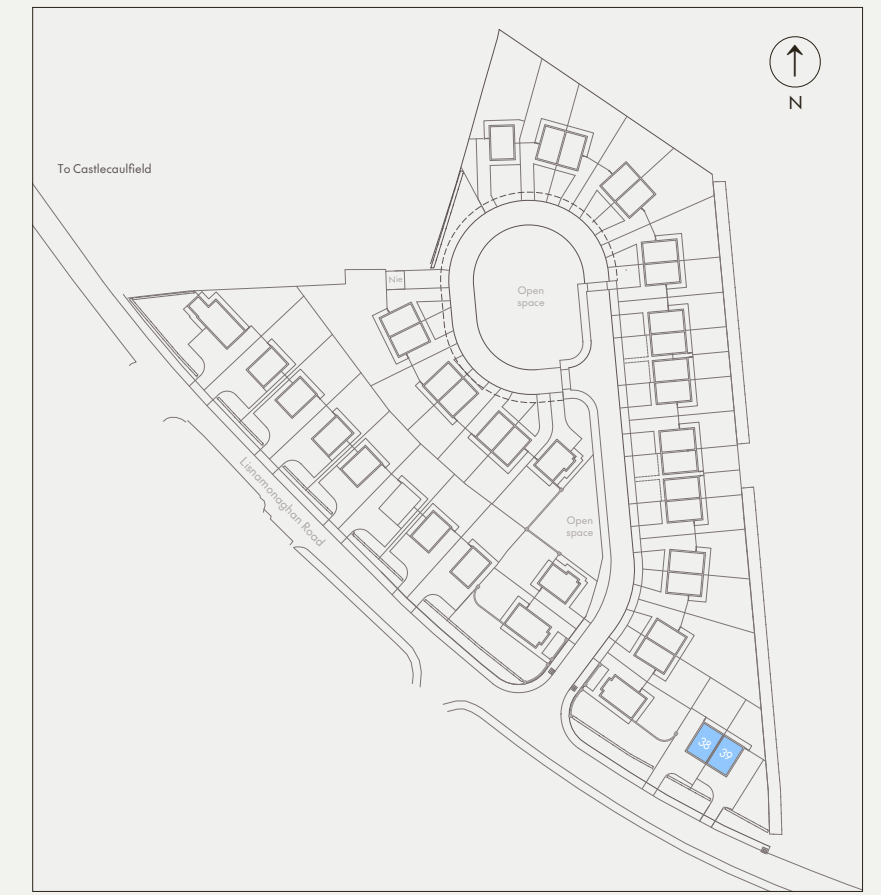 N
To Castlecaulfield
Nie
Open
space
Lisnamonaghan Road
Open
space
38
39